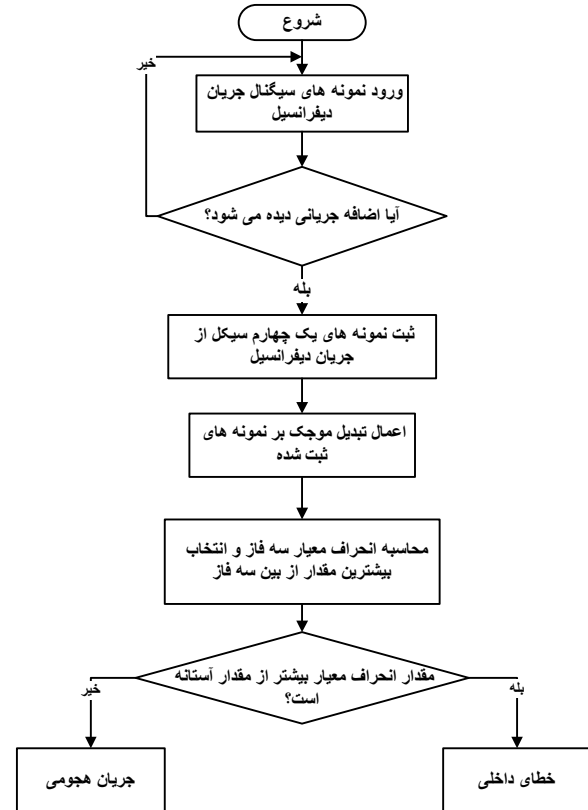 شروع
خیر
ورود نمونه های سیگنال جریان
دیفرانسیل
آیا اضافه جریانی دیده می شود؟
بله
ثبت نمونه های یک چهارم سیکل از
جریان دیفرانسیل
اعمال تبدیل موجک بر نمونه های
ثبت شده
محاسبه انحراف معیار سه فاز و انتخاب
بیشترین مقدار از بین سه فاز
مقدار انحراف معیار بیشتر از مقدار آستانه
است؟
بله
خیر
خطای داخلی
جریان هجومی